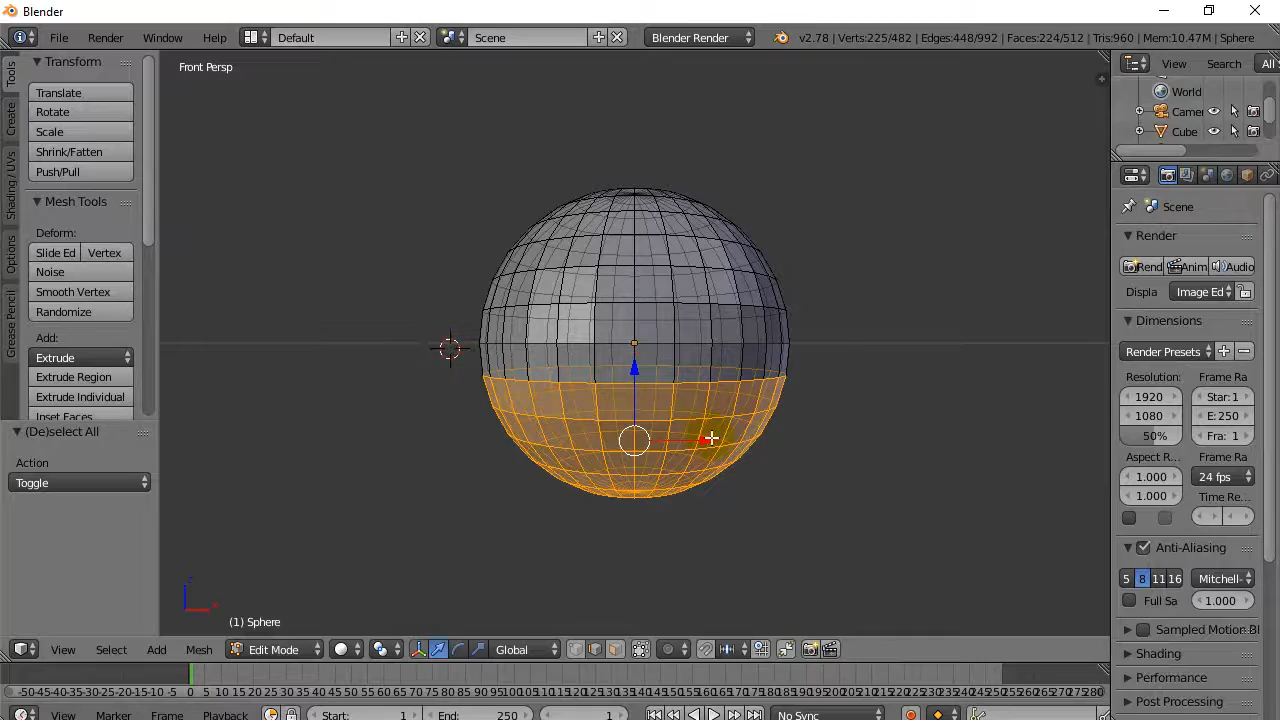 Blender
File Render Window Help Default Scene Blender Render v2.78 | Verts:225/482 | Edges:448/992 | Faces:224/512 | Tris:960 | Mem:10.47M | Sphere
Tools
Create
Shading / UVs
Options
Grease Pencil
Transform
Translate
Rotate
Scale
Shrink/Fatten
Push/Pull
Mesh Tools
Deform:
Slide Ed Vertex
Noise
Smooth Vertex
Randomize
Add:
Extrude
Extrude Region
Extrude Individual
Inset Faces
(De)select All
Action
Toggle
Front Persp
(1) Sphere
View Select Add Mesh Edit Mode Global
View Search All
World
Camer
Cube
Scene
Render
Rend Anim Audio
Displa Image Ed
Dimensions
Render Presets
Resolution: Frame Ra
1920 Star:1
1080 E:250
50% Fra: 1
Aspect R... Frame Ra
1.000 24 fps
1.000 Time Re...
Anti-Aliasing
5 8 11 16 Mitchell-
Full Sa 1.000
Sampled Motion Bl
Shading
Performance
Post Processing
-50-45-40-35-30-25-20-15-10 -5 0 5 10 15 20 25 30 35 40 45 50 55 60 65 70 75 80 85 90 95 100105110115120125130135140145150155160165170175180185190195200205210215220225230235240245250255260265270275280
View Marker Frame Playback Start: 1 End: 250 1 No Sync